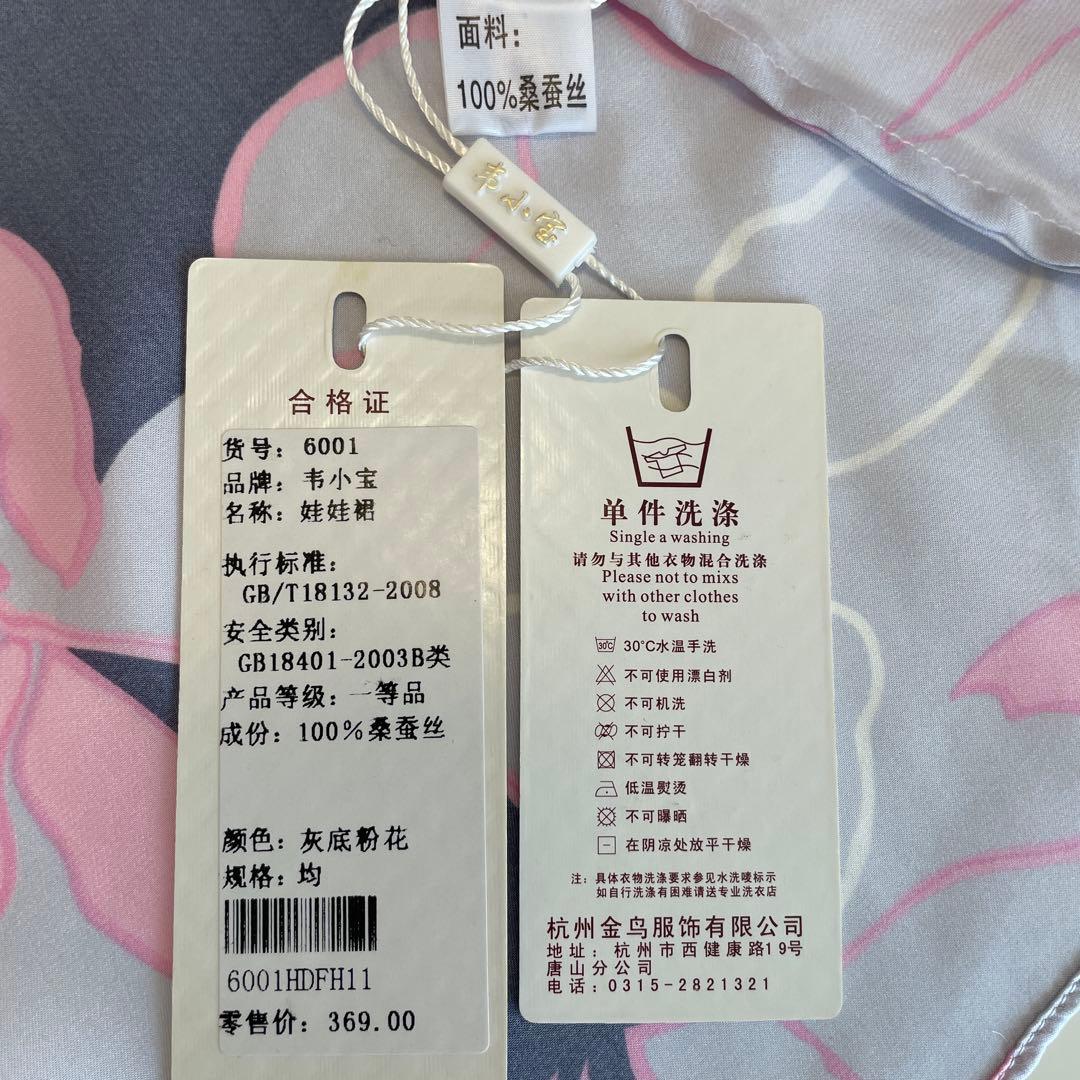 面料：
100%桑蚕丝
韦小宝
合格证
货号：6001
品牌：韦小宝
名称：娃娃裙
执行标准：
GB/T18132-2008
安全类别：
GB18401-2003B类
产品等级：一等品
成份：100%桑蚕丝
颜色：灰底粉花
规格：均
6001HDFH11
零售价：369.00
单件洗涤
Single a washing
请勿与其他衣物混合洗涤
Please not to mixs
with other clothes
to wash
30℃ 30℃水温手洗
不可使用漂白剂
不可机洗
不可拧干
不可转笼翻转干燥
低温熨烫
不可曝晒
在阴凉处放平干燥
注：具体衣物洗涤要求参见水洗唛标示
如自行洗涤有困难请送专业洗衣店
杭州金鸟服饰有限公司
地址：杭州市西健康路19号
唐山分公司
电话：0315-2821321